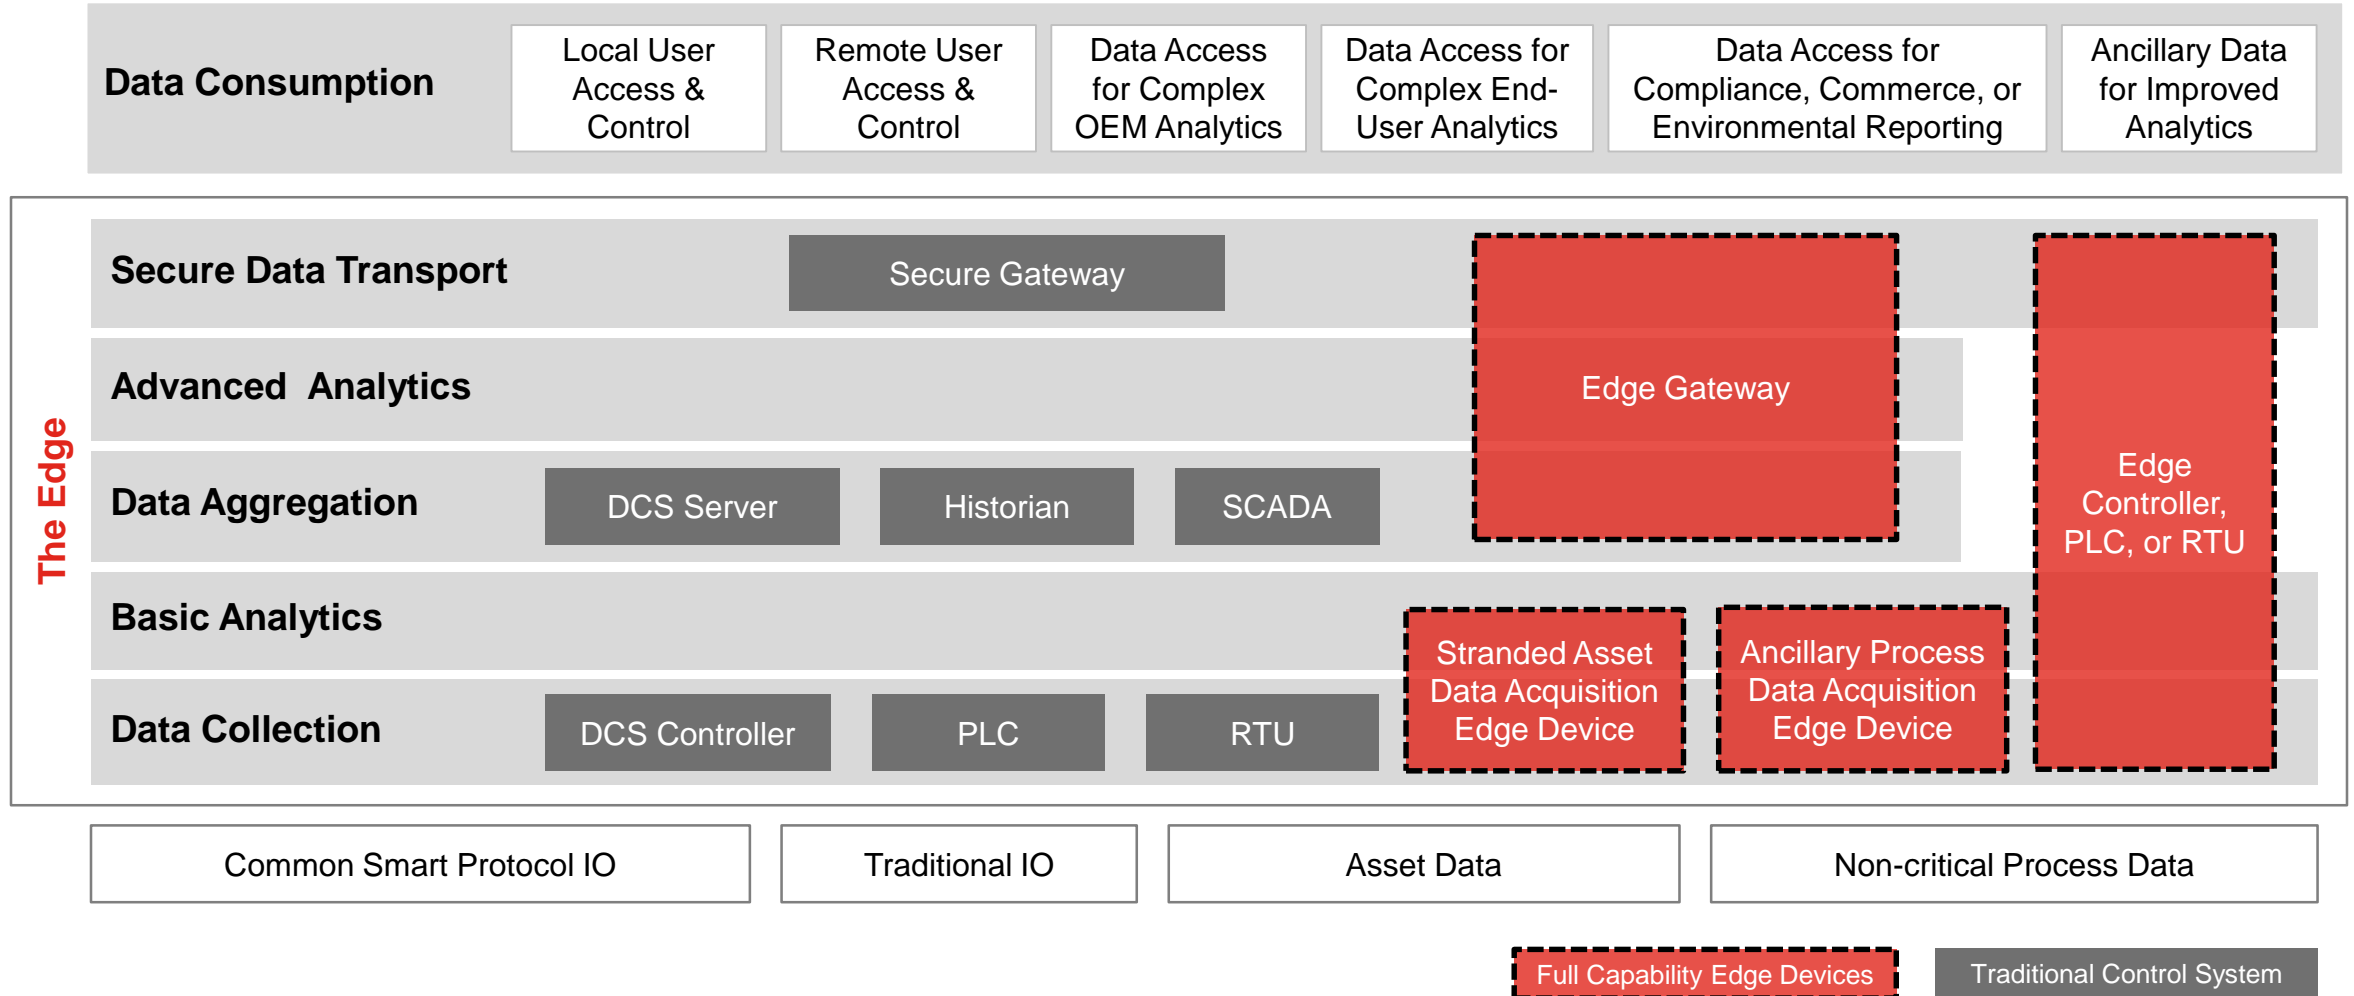 Data Consumption
Local User
Access &
Control
Remote User
Access &
Control
Data Access
for Complex
OEM Analytics
Data Access for
Complex End-
User Analytics
Data Access for
Compliance, Commerce, or
Environmental Reporting
Ancillary Data
for Improved
Analytics
The Edge
Secure Data Transport
Secure Gateway
Advanced Analytics
Edge Gateway
Data Aggregation
DCS Server
Historian
SCADA
Edge
Controller,
PLC, or RTU
Basic Analytics
Stranded Asset
Data Acquisition
Edge Device
Ancillary Process
Data Acquisition
Edge Device
Data Collection
DCS Controller
PLC
RTU
Common Smart Protocol IO
Traditional IO
Asset Data
Non-critical Process Data
Full Capability Edge Devices
Traditional Control System